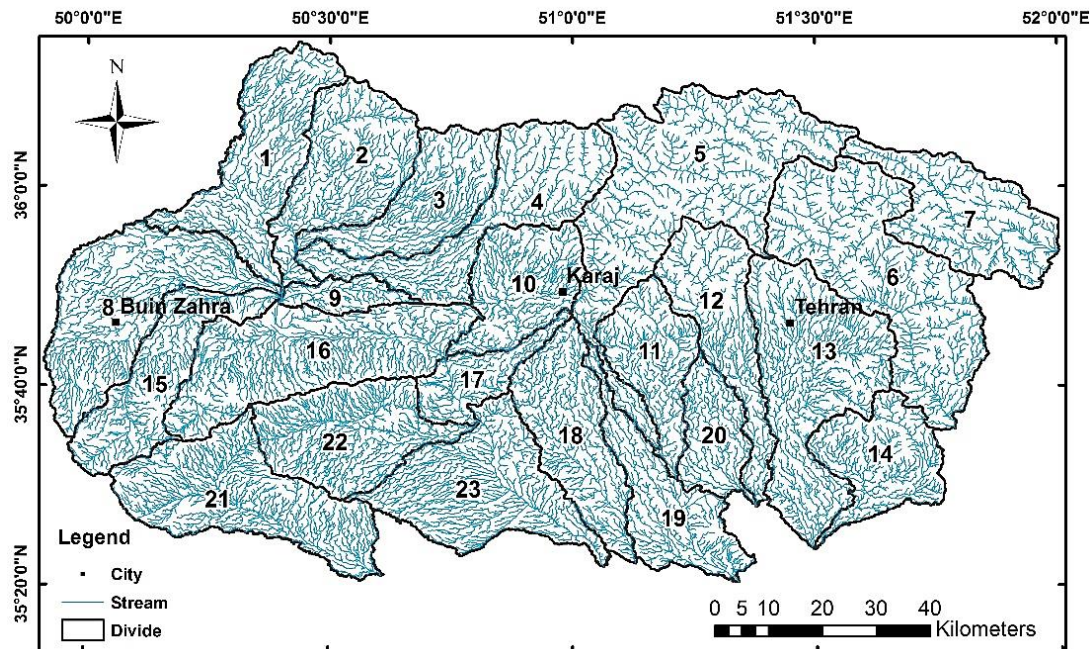 50°0'0"E 50°30'0"E 51°0'0"E 51°30'0"E 52°0'0"E
N
36°0'0"N
35°40'0"N
35°20'0"N
1
2
3
4
5
6
7
8 Buin Zahra
9
10
Karaj
11
12
Tehran
13
14
15
16
17
18
19
20
21
22
23
Legend
City
Stream
Divide
0 5 10 20 30 40
Kilometers